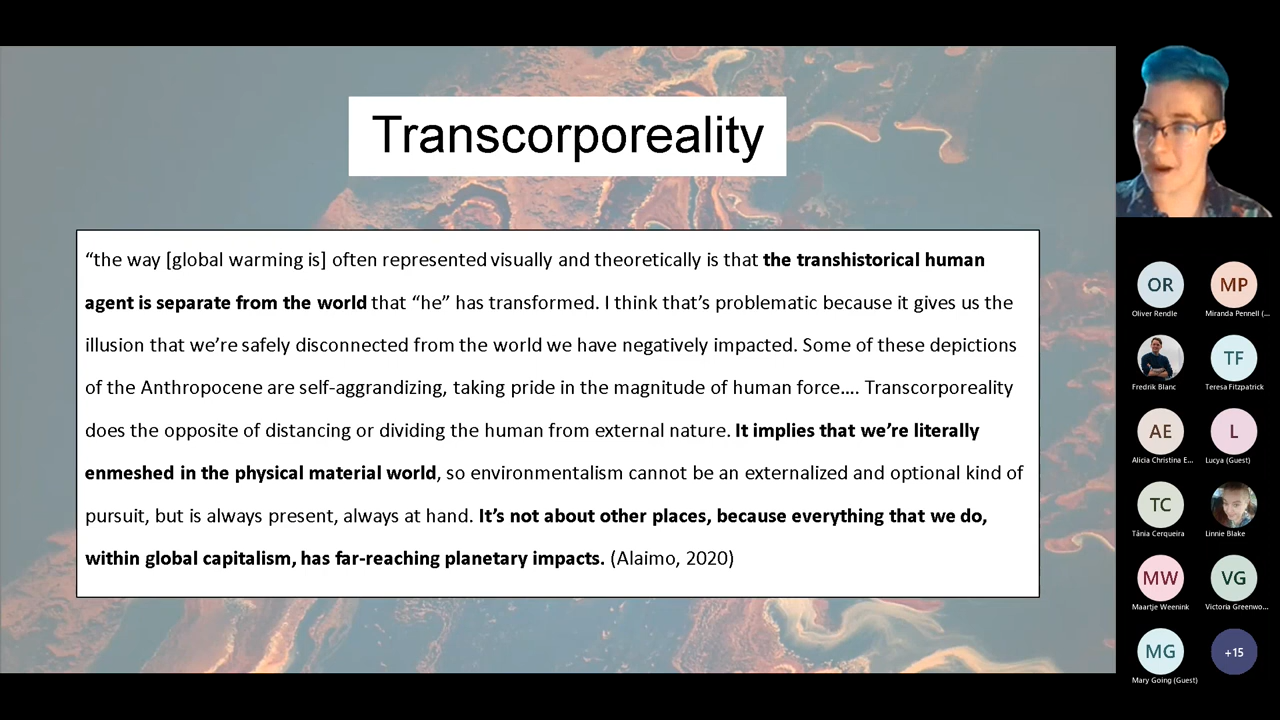 Transcorporeality
“the way [global warming is] often represented visually and theoretically is that the transhistorical human
agent is separate from the world that “he” has transformed. I think that’s problematic because it gives us the
illusion that we’re safely disconnected from the world we have negatively impacted. Some of these depictions
of the Anthropocene are self-aggrandizing, taking pride in the magnitude of human force…. Transcorporeality
does the opposite of distancing or dividing the human from external nature. It implies that we’re literally
enmeshed in the physical material world, so environmentalism cannot be an externalized and optional kind of
pursuit, but is always present, always at hand. It’s not about other places, because everything that we do,
within global capitalism, has far-reaching planetary impacts. (Alaimo, 2020)
OR
MP
Oliver Rendle
Miranda Pennell (...
TF
Fredrik Blanc
Teresa Fitzpatrick
AE
L
Alicia Christina E...
Lucya (Guest)
TC
Tânia Cerqueira
Linnie Blake
MW
VG
Maartje Weenink
Victoria Greenwo...
MG
+15
Mary Going (Guest)